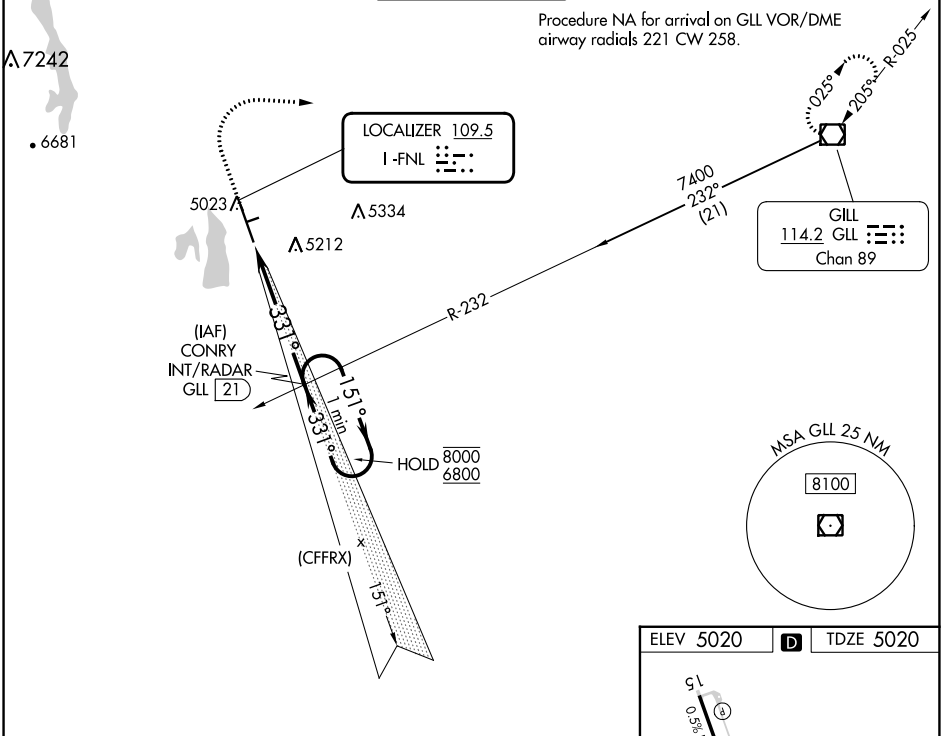 Procedure NA for arrival on GLL VOR/DME
airway radials 221 CW 258.
7242
6681
R-025
025°
205°
LOCALIZER 109.5
I-FNL
5023
5334
5212
7400
232°
(21)
GILL
114.2 GLL
Chan 89
R-232
331°
(IAF)
CONRY
INT/RADAR
GLL 21
151°
1 min
331°
HOLD 8000
6800
MSA GLL 25 NM
8100
(CFFRX)
x
151°
ELEV 5020 D TDZE 5020
15
P
0.5%